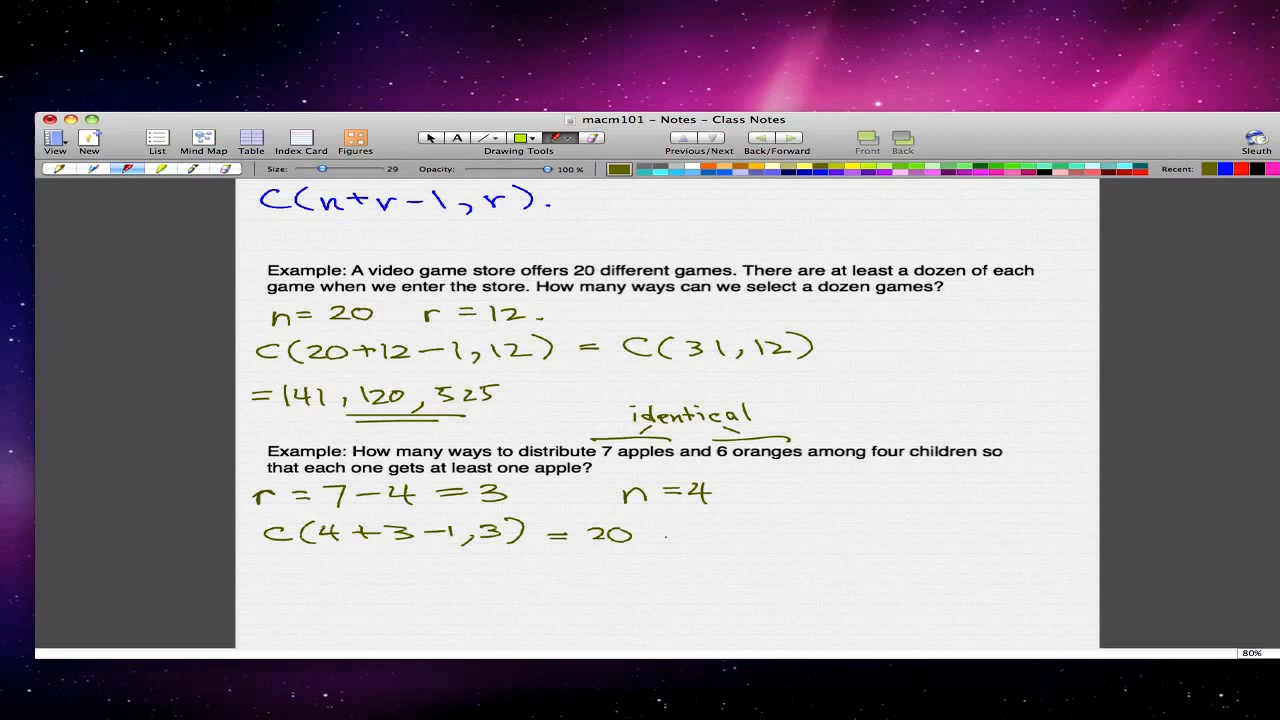 macm101 – Notes – Class Notes
View New List Mind Map Table Index Card Figures Drawing Tools Previous/Next Back/Forward Front Back Sleuth
Size: 29 Opacity: 100 % Recent:
C(n+r-1, r).
Example: A video game store offers 20 different games. There are at least a dozen of each
game when we enter the store. How many ways can we select a dozen games?
n = 20 r = 12.
C(20+12-1, 12) = C(31, 12)
= 141, 120, 525
identical
Example: How many ways to distribute 7 apples and 6 oranges among four children so
that each one gets at least one apple?
r = 7 - 4 = 3 n = 4
C(4+3-1, 3) = 20
80%